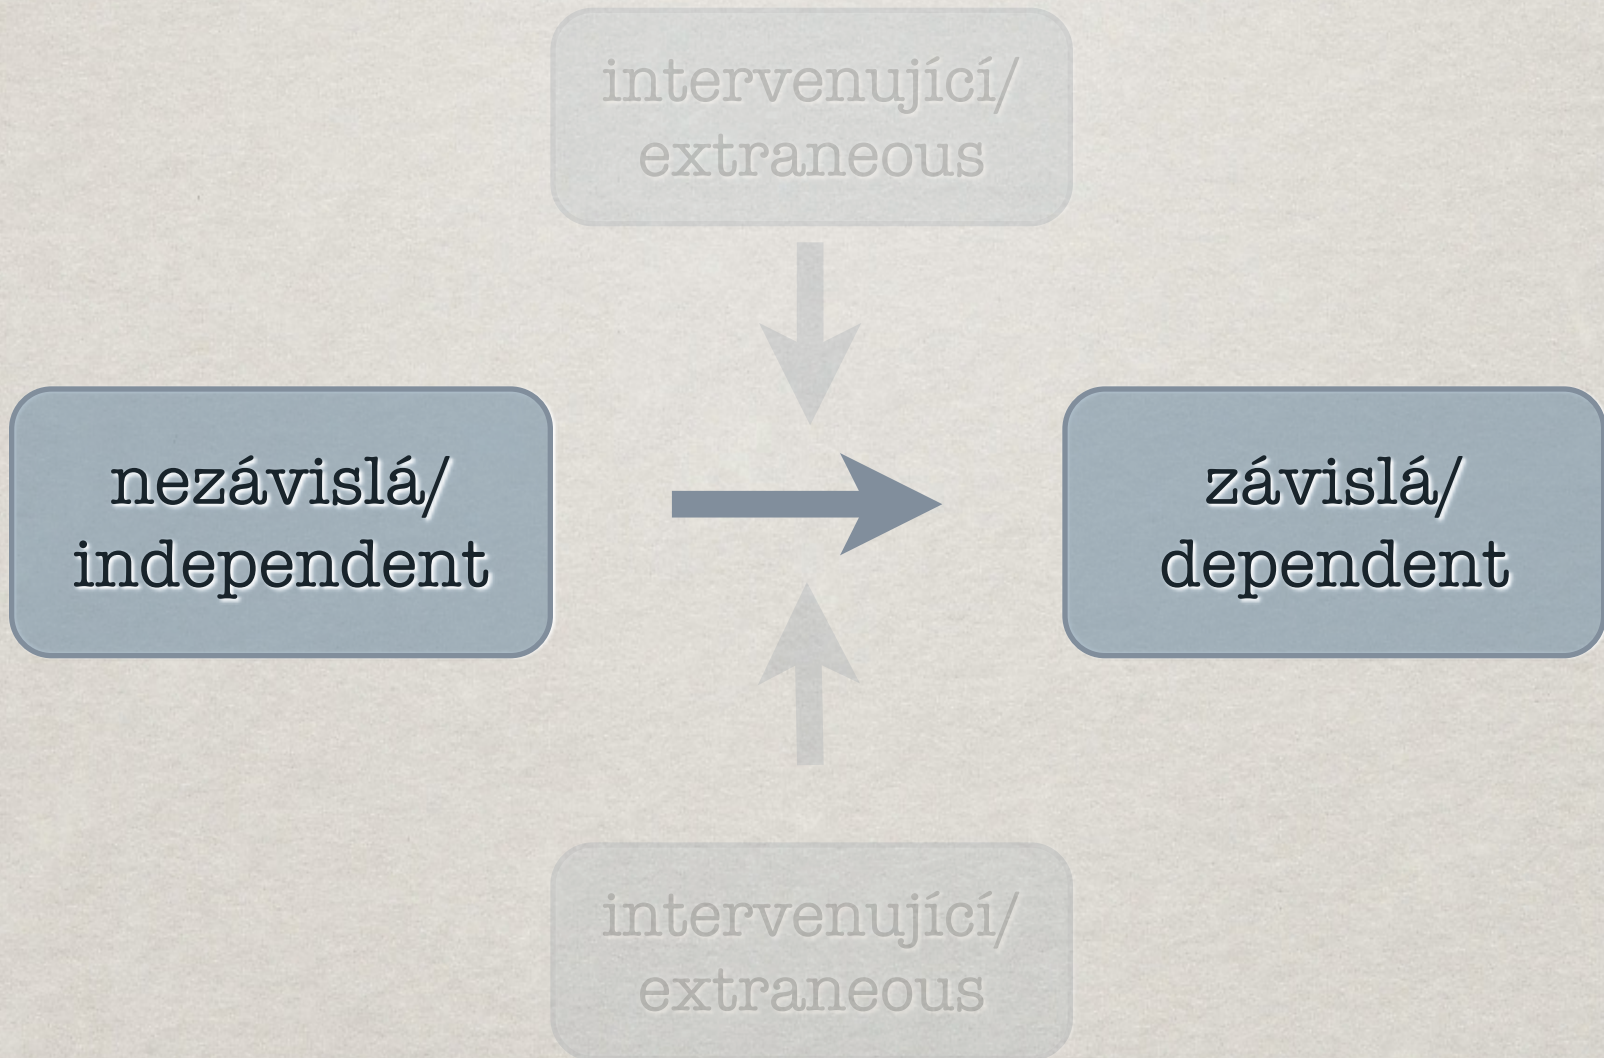 intervenující/
extraneous
nezávislá/
independent
závislá/
dependent
intervenující/
extraneous